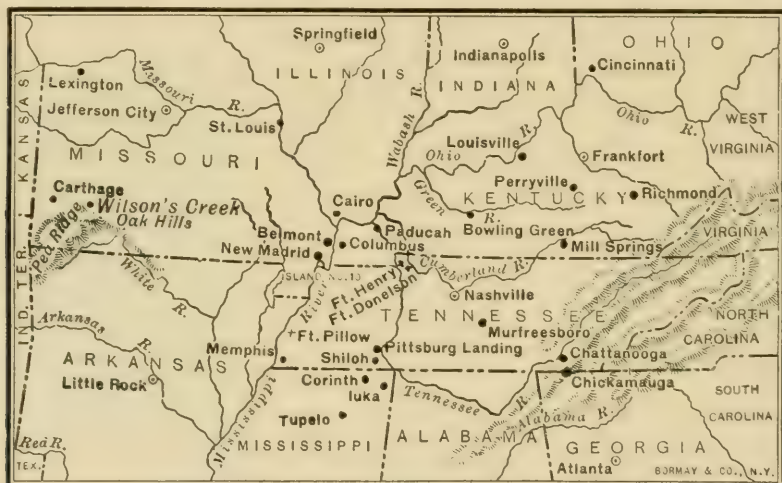 Springfield
Indianapolis
OHIO
Cincinnati
Lexington
Missouri R.
ILLINOIS
INDIANA
Wabash R.
Jefferson City
St. Louis
KANSAS
Ohio R.
Louisville
Ohio R.
Frankfort
WEST
VIRGINIA
MISSOURI
Carthage
Wilson's Creek
Oak Hills
Pea Ridge
Cairo
Green R.
Perryville
KENTUCKY
Richmond
Paducah
Bowling Green
VIRGINIA
Belmont
Columbus
Mill Springs
New Madrid
ISLAND NO. 10
Ft. Henry
Ft. Donelson
Cumberland R.
IND. TER.
White R.
Nashville
TENNESSEE
NORTH
CAROLINA
Arkansas R.
Ft. Pillow
Murfreesboro
ARKANSAS
Memphis
Pittsburg Landing
Shiloh
Chattanooga
Little Rock
Corinth
Iuka
Chickamauga
Tennessee R.
SOUTH
CAROLINA
Mississippi River
Tupelo
Alabama R.
Red R.
TEX.
MISSISSIPPI
ALABAMA
GEORGIA
Atlanta
BORMAY & CO., N.Y.